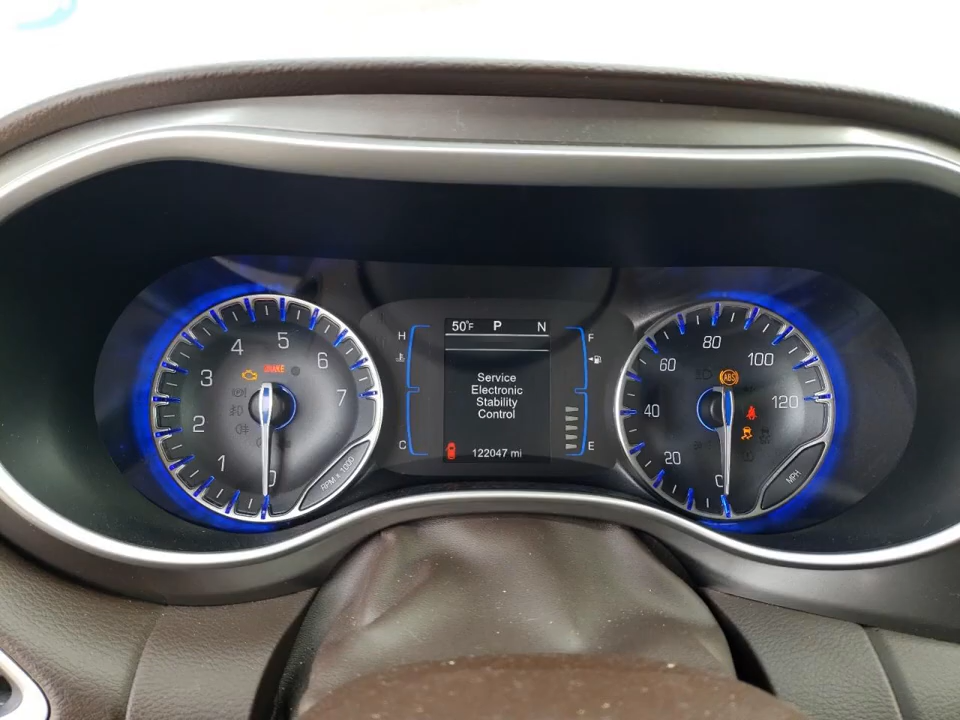 50°F P N
H
C
F
E
Service
Electronic
Stability
Control
122047 mi
0
1
2
3
4
5
6
7
BRAKE
RPM x 1000
0
20
40
60
80
100
120
ABS
MPH